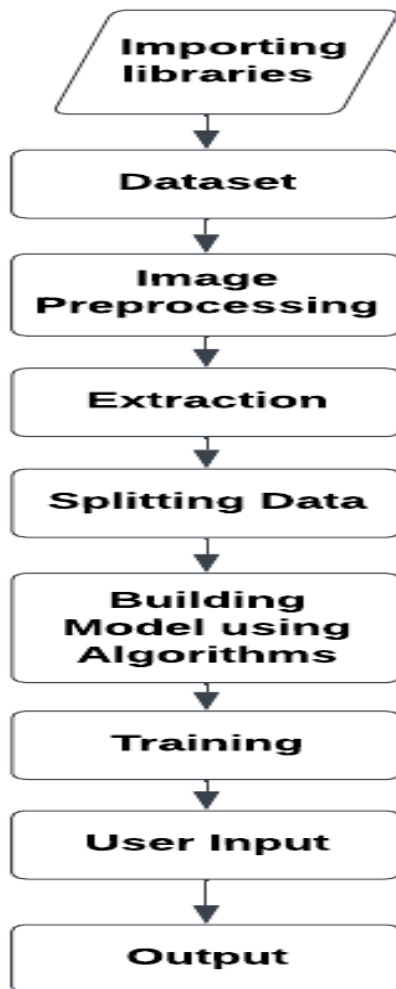 Importing
libraries
Dataset
Image
Preprocessing
Extraction
Splitting Data
Building
Model using
Algorithms
Training
User Input
Output